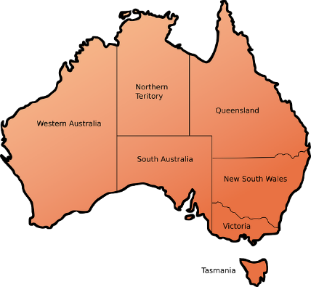 Northern
Teritory
Queensland
Western Australia
South Australia
New South Wales
Victoria
Tasmania